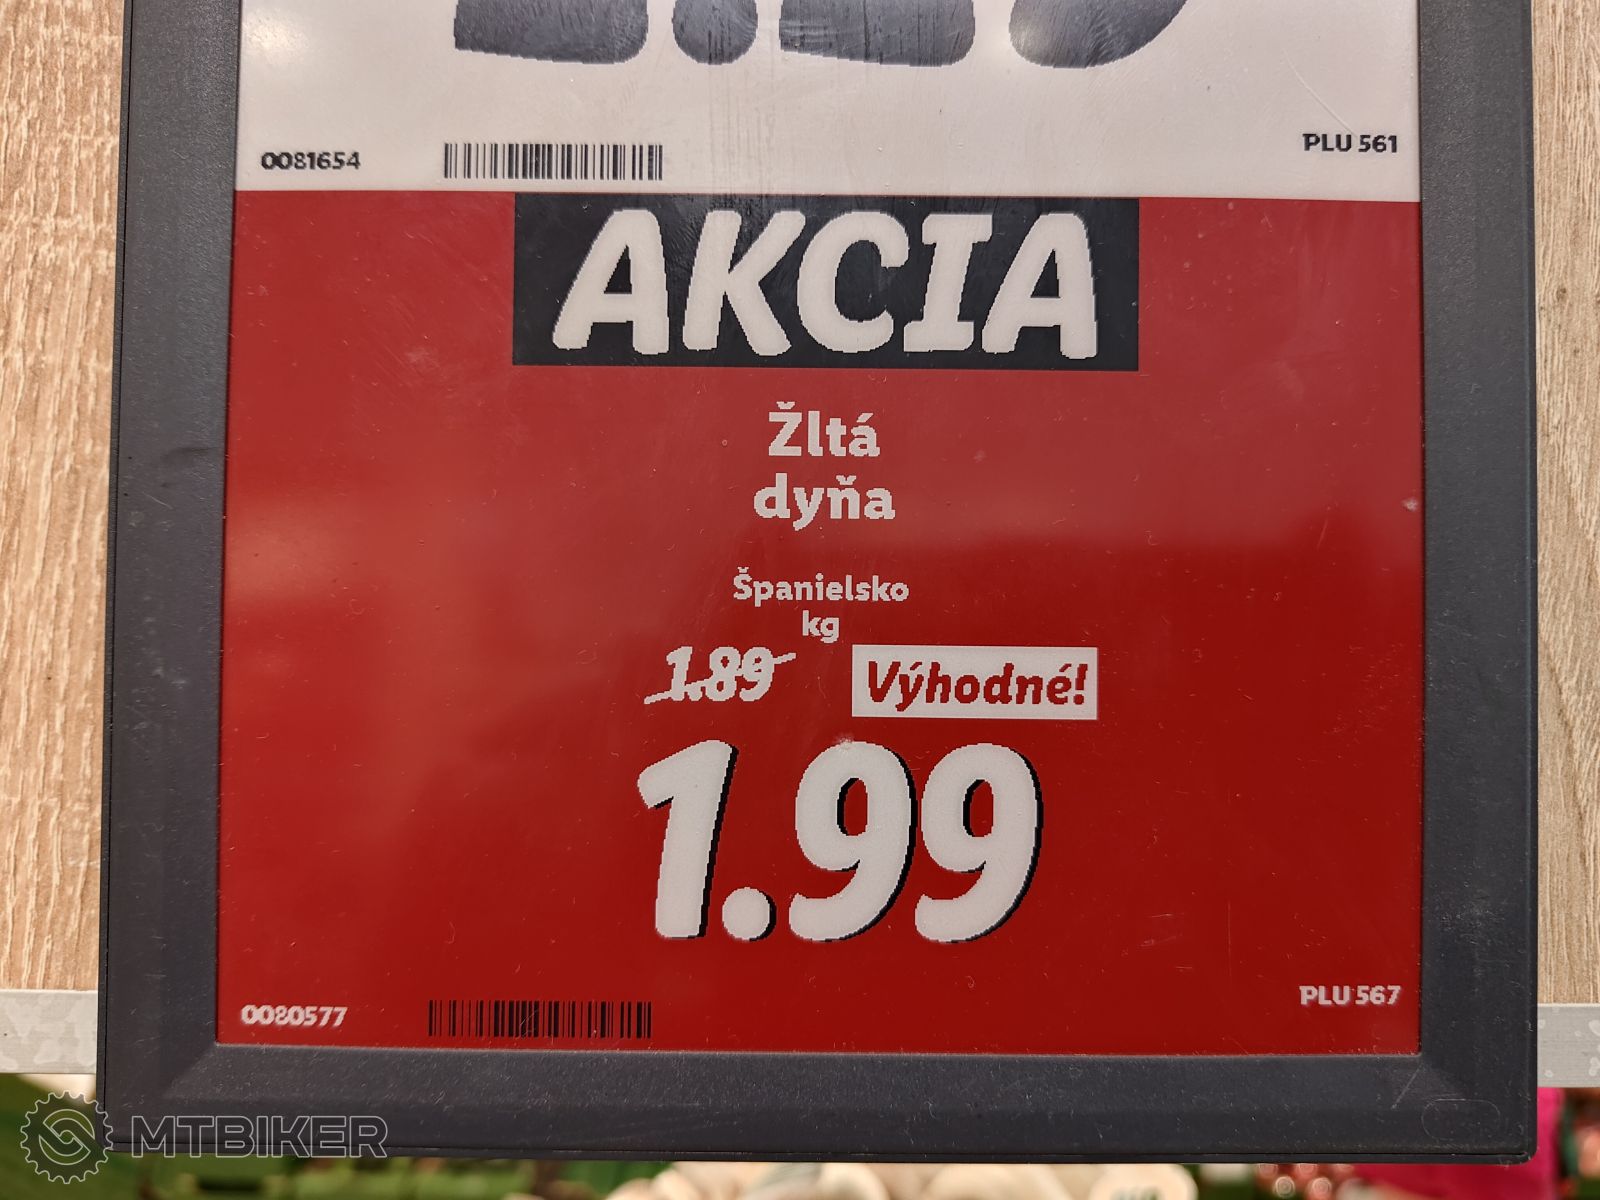 0081654
PLU 561
AKCIA
Žltá
dyňa
Španielsko
kg
1.89
Výhodné!
1.99
0080577
PLU 567
MTBIKER